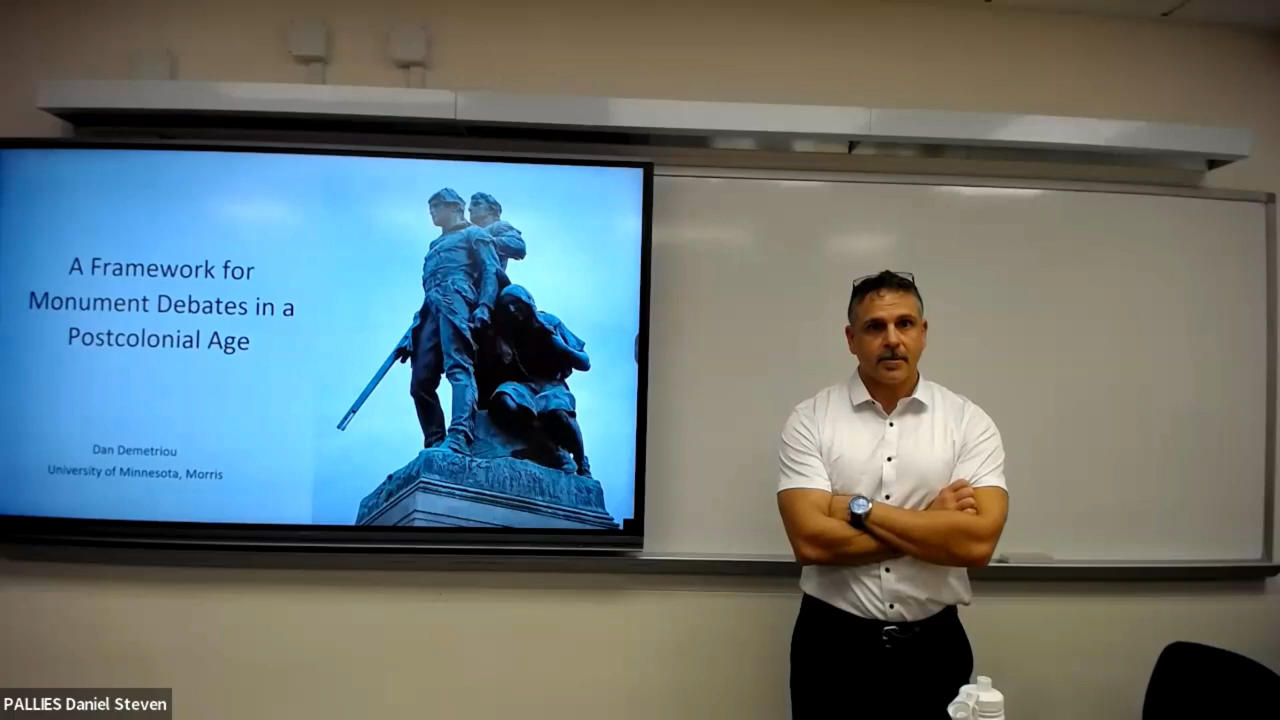 A Framework for
Monument Debates in a
Postcolonial Age
Dan Demetriou
University of Minnesota, Morris
PALLIES Daniel Steven